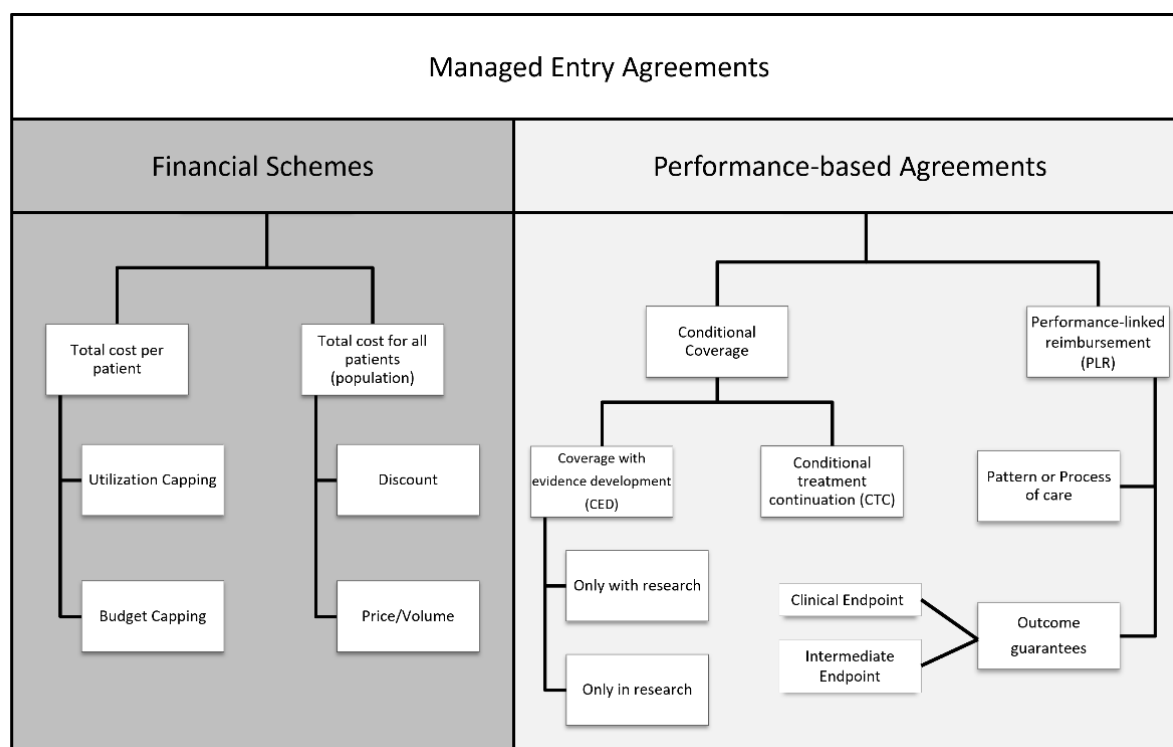 Managed Entry Agreements
Financial Schemes
Performance-based Agreements
Total cost per
patient
Total cost for all
patients
(population)
Conditional
Coverage
Performance-linked
reimbursement
(PLR)
Utilization Capping
Discount
Coverage with
evidence development
(CED)
Conditional
treatment
continuation (CTC)
Pattern or Process
of care
Budget Capping
Price/Volume
Only with research
Only in research
Clinical Endpoint
Intermediate
Endpoint
Outcome
guarantees